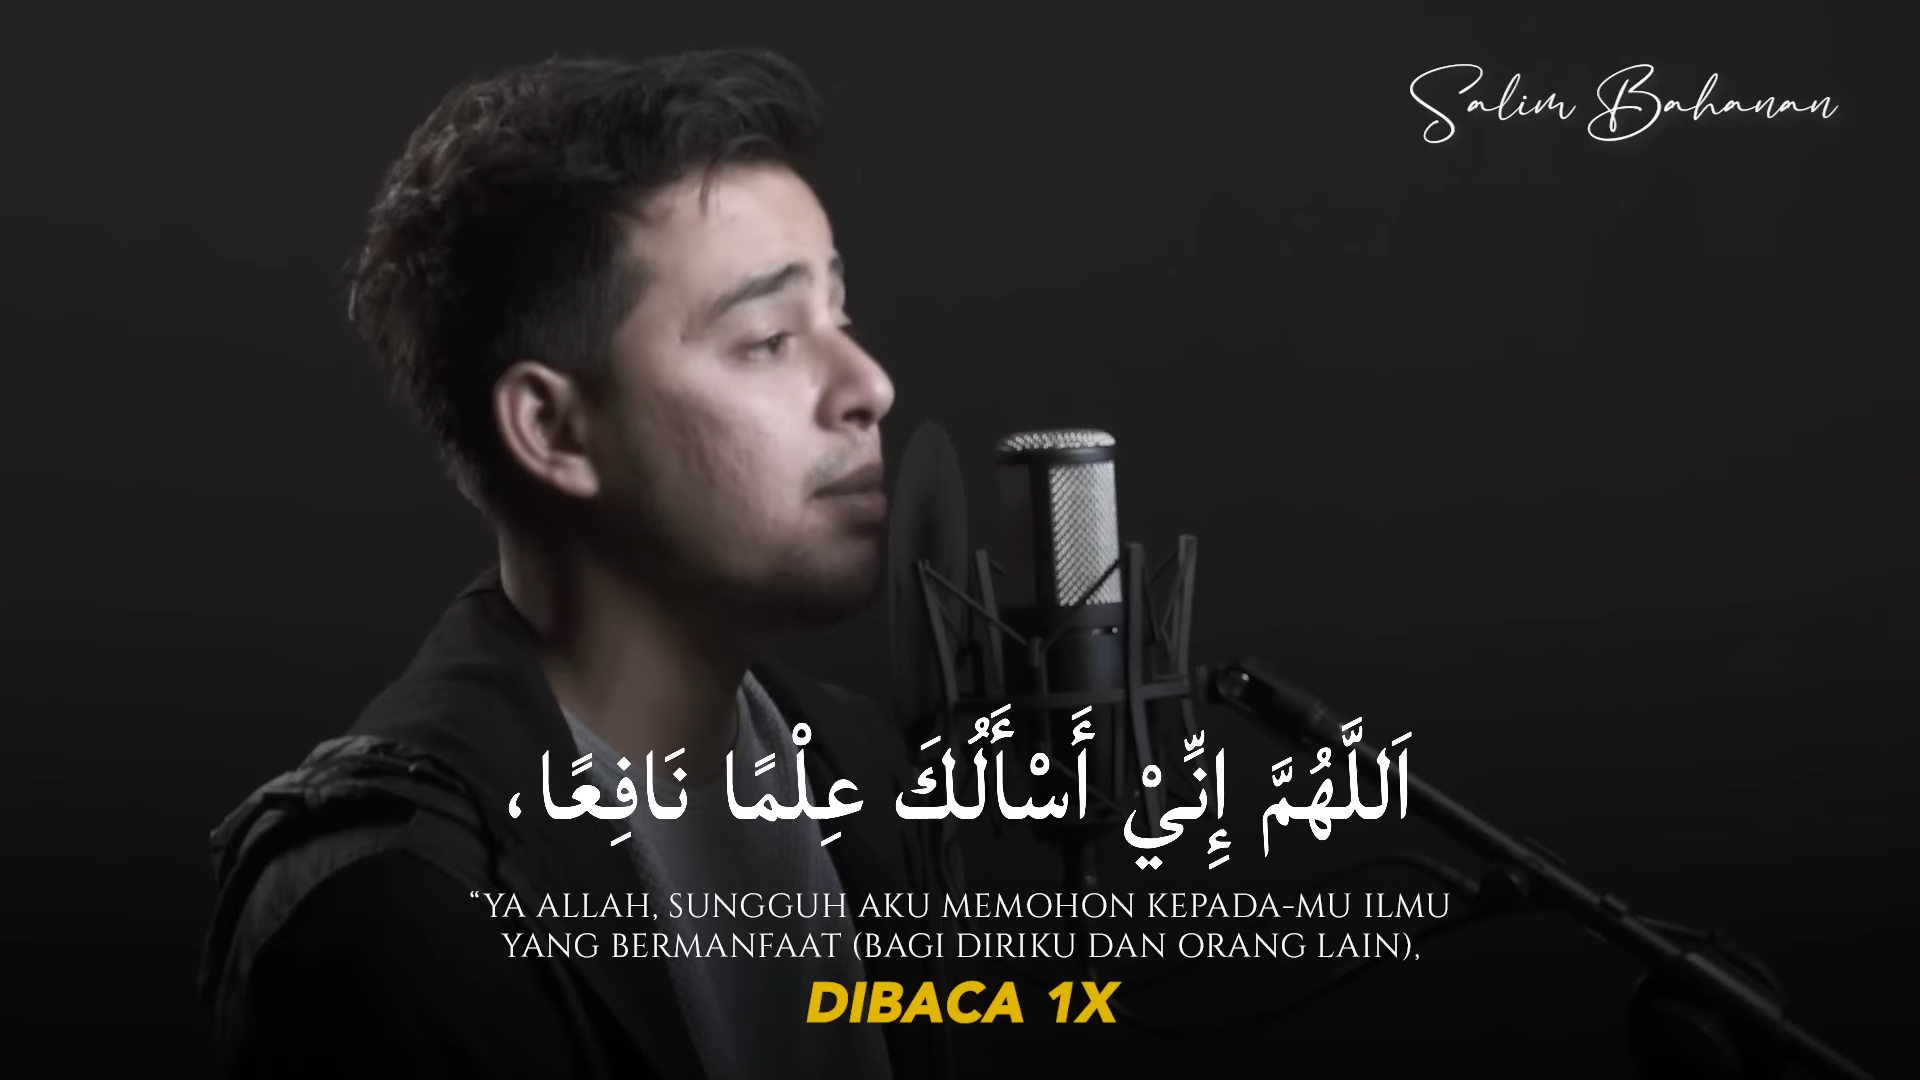 Salim Bahanan
اَللَّهُمَّ إِنِّيْ أَسْأَلُكَ عِلْمًا نَافِعًا،
“YA ALLAH, SUNGGUH AKU MEMOHON KEPADA-MU ILMU
YANG BERMANFAAT (BAGI DIRIKU DAN ORANG LAIN),
DIBACA 1X